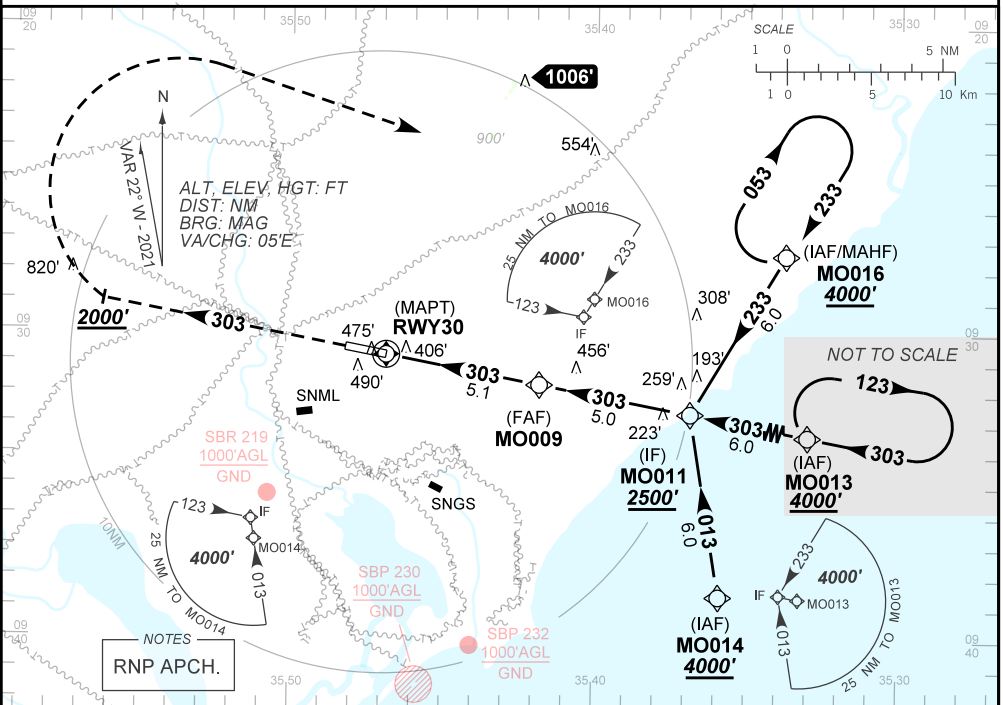 09
20
35 50
35 40
35 30
09
20
SCALE
1 0 5 NM
1 0 5 10 Km
1006'
900'
554'
N
VAR 22° W - 2021
ALT, ELEV, HGT: FT
DIST: NM
BRG: MAG
VA/CHG: 05'E
053
233
25 NM TO MO016
4000'
233
123
MO016
IF
(IAF/MAHF)
MO016
4000'
820'
2000'
303
(MAPT)
RWY30
475'
406'
490'
308'
233
6.0
456'
193'
259'
223'
09
30
09
30
NOT TO SCALE
123
303
303
5.1
303
5.0
303
6.0
(FAF)
MO009
(IF)
MO011
2500'
(IAF)
MO013
4000'
SNML
SNGS
SBR 219
1000'AGL
GND
123
IF
MO014
4000'
013
25 NM TO MO014
10NM
SBP 230
1000'AGL
GND
SBP 232
1000'AGL
GND
013
6.0
(IAF)
MO014
4000'
233
4000'
IF
MO013
013
25 NM TO MO013
09
40
09
40
NOTES
RNP APCH.
35 50
35 40
35 30